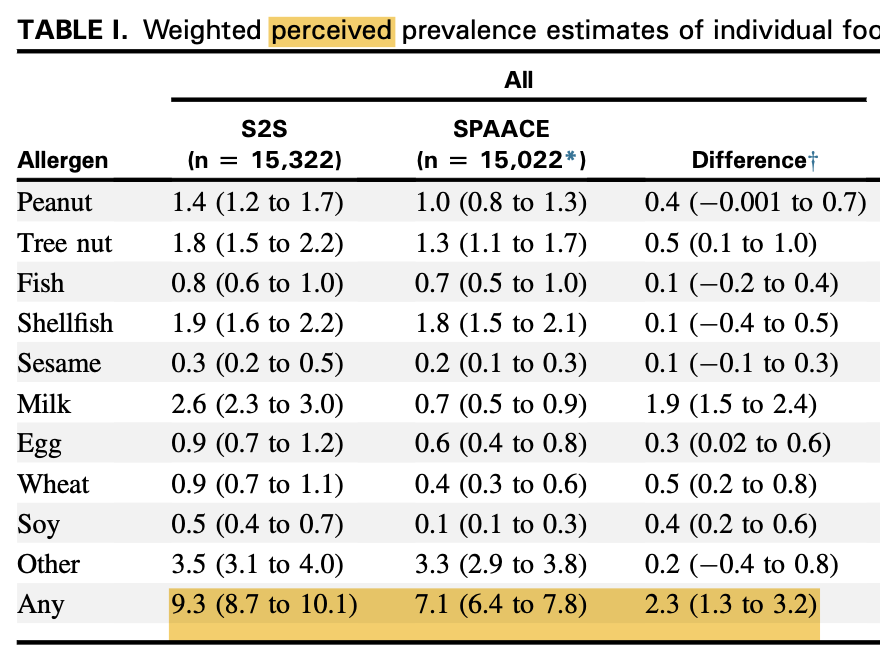 TABLE I. Weighted perceived prevalence estimates of individual foo
All
S2S SPAACE
Allergen (n = 15,322) (n = 15,022*) Difference†
Peanut 1.4 (1.2 to 1.7) 1.0 (0.8 to 1.3) 0.4 (−0.001 to 0.7)
Tree nut 1.8 (1.5 to 2.2) 1.3 (1.1 to 1.7) 0.5 (0.1 to 1.0)
Fish 0.8 (0.6 to 1.0) 0.7 (0.5 to 1.0) 0.1 (−0.2 to 0.4)
Shellfish 1.9 (1.6 to 2.2) 1.8 (1.5 to 2.1) 0.1 (−0.4 to 0.5)
Sesame 0.3 (0.2 to 0.5) 0.2 (0.1 to 0.3) 0.1 (−0.1 to 0.3)
Milk 2.6 (2.3 to 3.0) 0.7 (0.5 to 0.9) 1.9 (1.5 to 2.4)
Egg 0.9 (0.7 to 1.2) 0.6 (0.4 to 0.8) 0.3 (0.02 to 0.6)
Wheat 0.9 (0.7 to 1.1) 0.4 (0.3 to 0.6) 0.5 (0.2 to 0.8)
Soy 0.5 (0.4 to 0.7) 0.1 (0.1 to 0.3) 0.4 (0.2 to 0.6)
Other 3.5 (3.1 to 4.0) 3.3 (2.9 to 3.8) 0.2 (−0.4 to 0.8)
Any 9.3 (8.7 to 10.1) 7.1 (6.4 to 7.8) 2.3 (1.3 to 3.2)